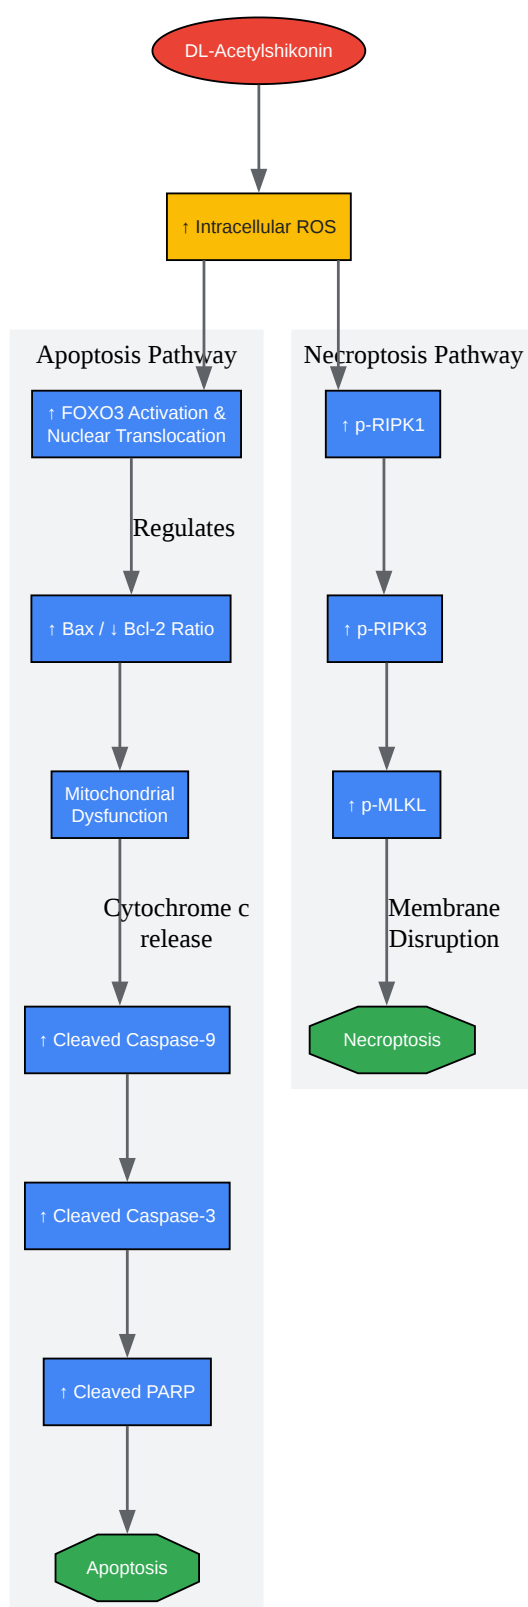 DL-Acetylshikonin
↑ Intracellular ROS
Apoptosis Pathway
↑ FOXO3 Activation &
Nuclear Translocation
Regulates
↑ Bax / ↓ Bcl-2 Ratio
Mitochondrial
Dysfunction
Cytochrome c
release
↑ Cleaved Caspase-9
↑ Cleaved Caspase-3
↑ Cleaved PARP
Apoptosis
Necroptosis Pathway
↑ p-RIPK1
↑ p-RIPK3
↑ p-MLKL
Membrane
Disruption
Necroptosis